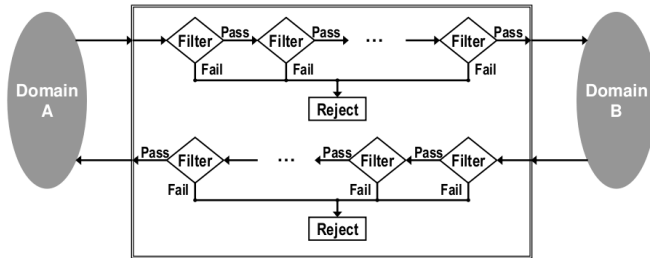 Pass Pass Pass
Filter Filter ... Filter
Fail Fail Fail
Domain
A
Domain
B
Reject
Pass Pass Pass
Filter ... Filter Filter
Fail Fail Fail
Reject